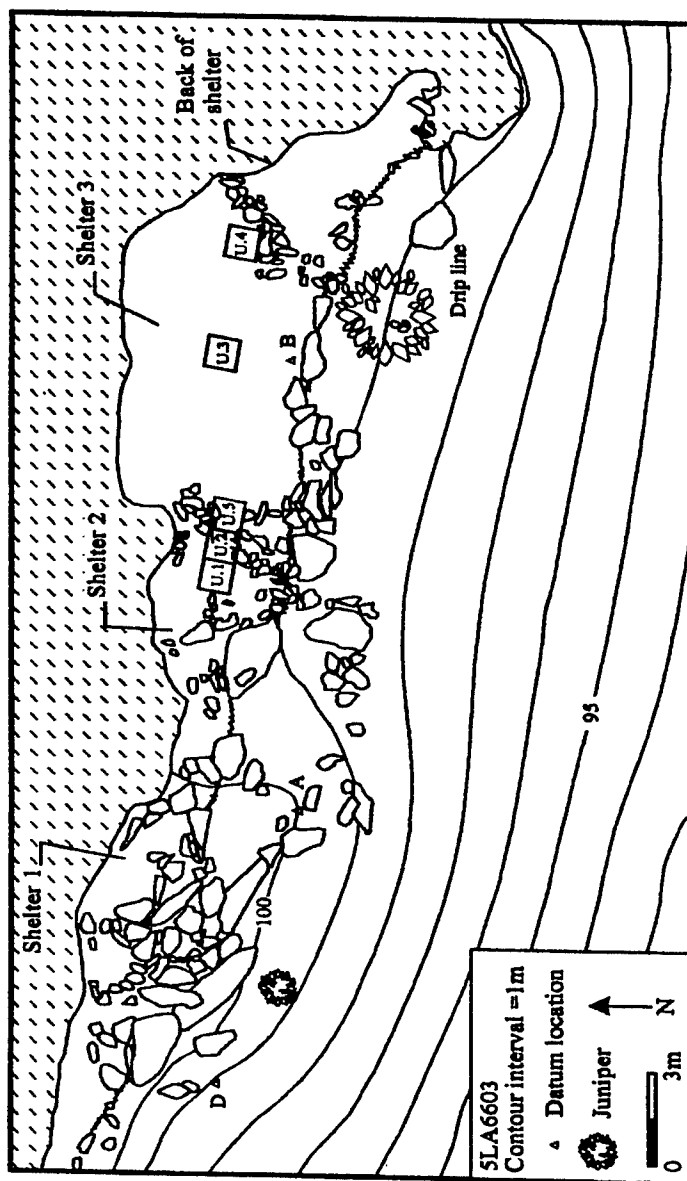 Shelter 1
Shelter 2
Shelter 3
Back of
shelter
U.1
U.2
U.5
U.3
U.4
B
A
D
100
Drip line
95
5LA6603
Contour interval =1m
Datum location
Juniper
N
0
3m